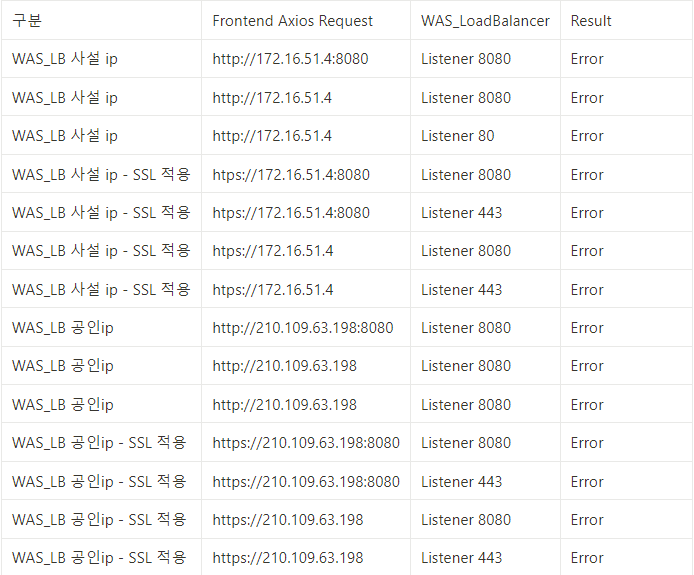 구분 Frontend Axios Request WAS_LoadBalancer Result
WAS_LB 사설 ip http://172.16.51.4:8080 Listener 8080 Error
WAS_LB 사설 ip http://172.16.51.4 Listener 8080 Error
WAS_LB 사설 ip http://172.16.51.4 Listener 80 Error
WAS_LB 사설 ip - SSL 적용 htps://172.16.51.4:8080 Listener 8080 Error
WAS_LB 사설 ip - SSL 적용 htps://172.16.51.4:8080 Listener 443 Error
WAS_LB 사설 ip - SSL 적용 htps://172.16.51.4 Listener 8080 Error
WAS_LB 사설 ip - SSL 적용 htps://172.16.51.4 Listener 443 Error
WAS_LB 공인ip http://210.109.63.198:8080 Listener 8080 Error
WAS_LB 공인ip http://210.109.63.198 Listener 8080 Error
WAS_LB 공인ip http://210.109.63.198 Listener 8080 Error
WAS_LB 공인ip - SSL 적용 https://210.109.63.198:8080 Listener 8080 Error
WAS_LB 공인ip - SSL 적용 https://210.109.63.198:8080 Listener 443 Error
WAS_LB 공인ip - SSL 적용 https://210.109.63.198 Listener 8080 Error
WAS_LB 공인ip - SSL 적용 https://210.109.63.198 Listener 443 Error